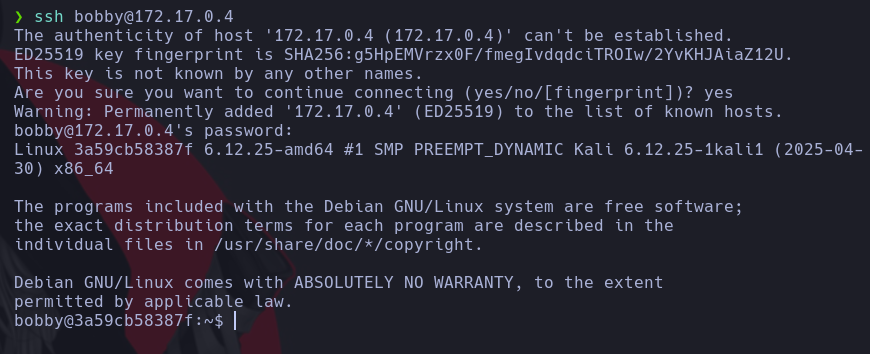 ❯ ssh bobby@172.17.0.4
The authenticity of host '172.17.0.4 (172.17.0.4)' can't be established.
ED25519 key fingerprint is SHA256:g5HpEMVrzx0F/fmegIvdqdciTROIw/2YvKHJAiaZ12U.
This key is not known by any other names.
Are you sure you want to continue connecting (yes/no/[fingerprint])? yes
Warning: Permanently added '172.17.0.4' (ED25519) to the list of known hosts.
bobby@172.17.0.4's password:
Linux 3a59cb58387f 6.12.25-amd64 #1 SMP PREEMPT_DYNAMIC Kali 6.12.25-1kali1 (2025-04-
30) x86_64
The programs included with the Debian GNU/Linux system are free software;
the exact distribution terms for each program are described in the
individual files in /usr/share/doc/*/copyright.
Debian GNU/Linux comes with ABSOLUTELY NO WARRANTY, to the extent
permitted by applicable law.
bobby@3a59cb58387f:~$